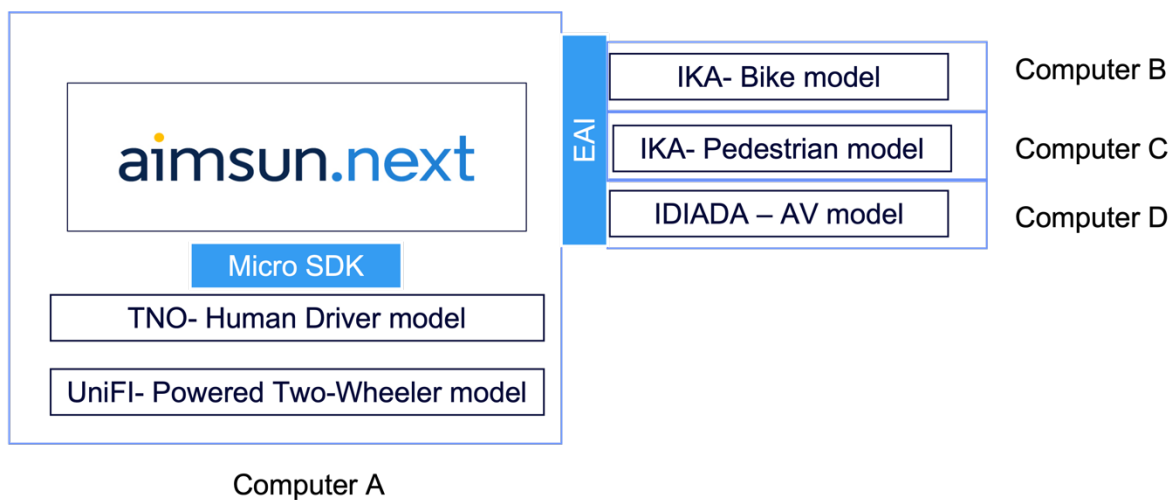 aimsun.next
Micro SDK
TNO- Human Driver model
UniFI- Powered Two-Wheeler model
Computer A
EAI
IKA- Bike model
Computer B
IKA- Pedestrian model
Computer C
IDIADA – AV model
Computer D